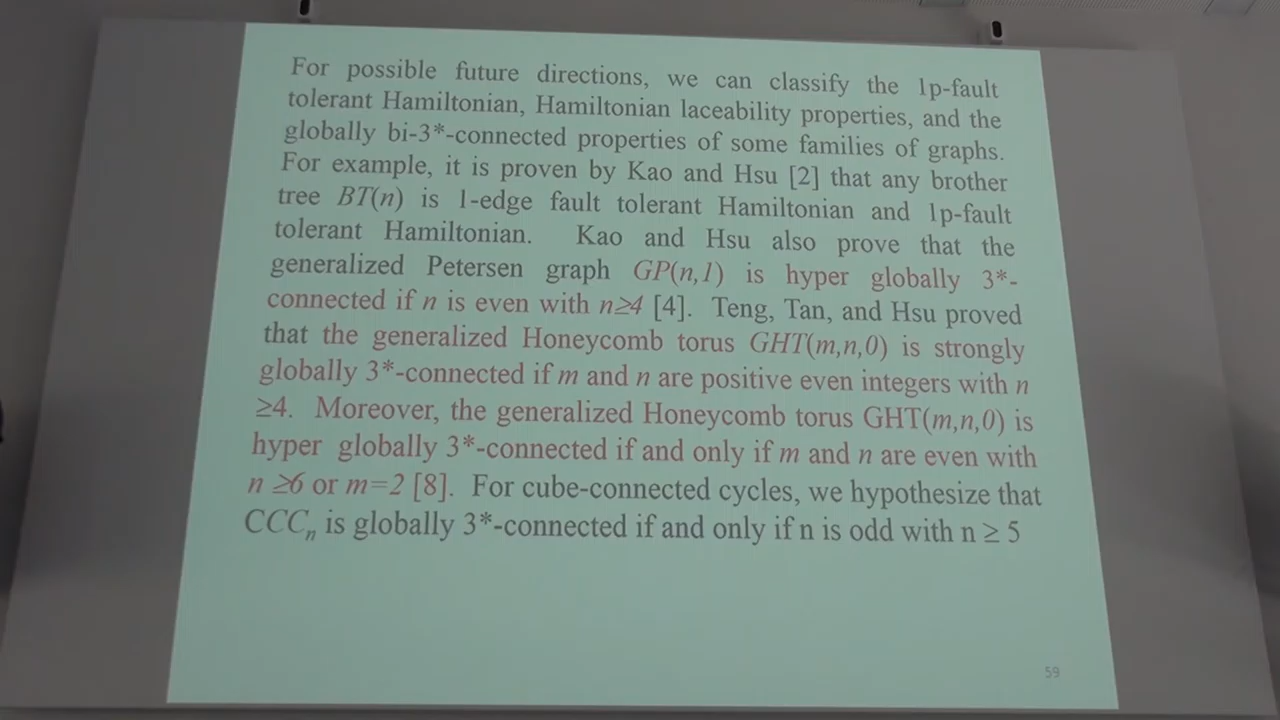 For possible future directions, we can classify the 1p-fault
tolerant Hamiltonian, Hamiltonian laceability properties, and the
globally bi-3*-connected properties of some families of graphs.
For example, it is proven by Kao and Hsu [2] that any brother
tree BT(n) is 1-edge fault tolerant Hamiltonian and 1p-fault
tolerant Hamiltonian. Kao and Hsu also prove that the
generalized Petersen graph GP(n,1) is hyper globally 3*-
connected if n is even with n≥4 [4]. Teng, Tan, and Hsu proved
that the generalized Honeycomb torus GHT(m,n,0) is strongly
globally 3*-connected if m and n are positive even integers with n
≥4. Moreover, the generalized Honeycomb torus GHT(m,n,0) is
hyper globally 3*-connected if and only if m and n are even with
n ≥6 or m=2 [8]. For cube-connected cycles, we hypothesize that
CCCn is globally 3*-connected if and only if n is odd with n ≥ 5
59